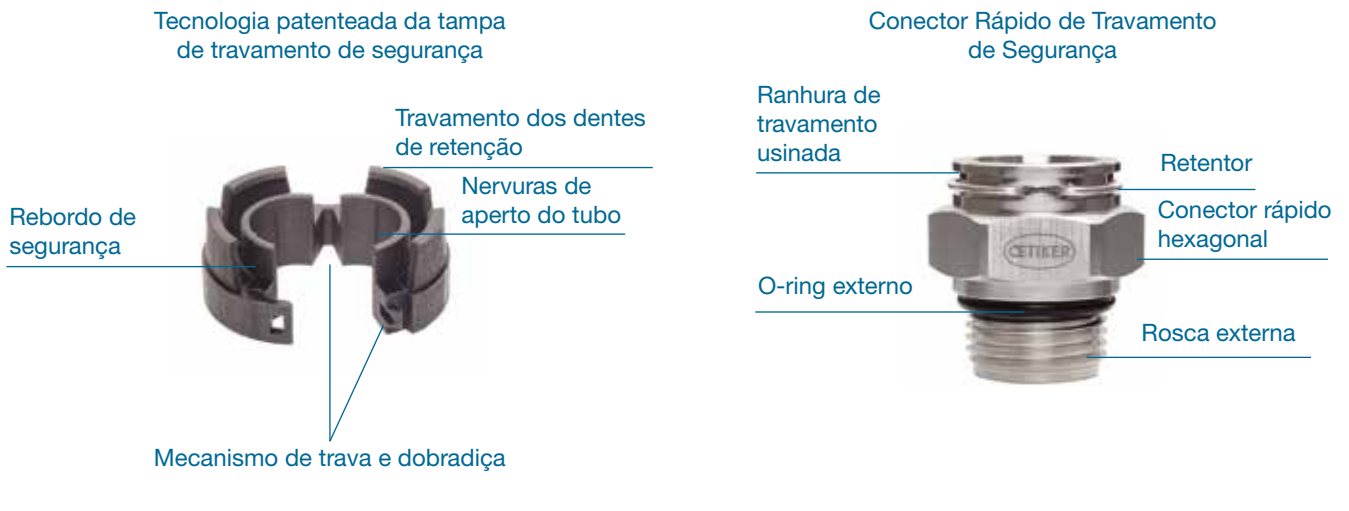 Tecnologia patenteada da tampa
de travamento de segurança
Travamento dos dentes
de retenção
Nervuras de
aperto do tubo
Rebordo de
segurança
Mecanismo de trava e dobradiça
Conector Rápido de Travamento
de Segurança
Ranhura de
travamento
usinada
Retentor
Conector rápido
hexagonal
OETIKER
O-ring externo
Rosca externa